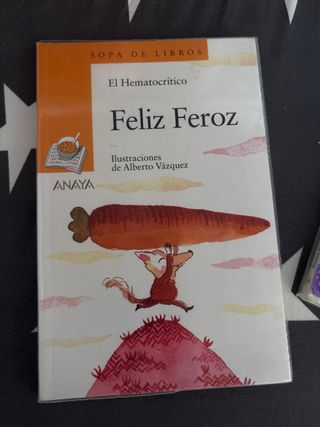 SOPA DE LIBROS
El Hematocrítico
Feliz Feroz
Ilustraciones
de Alberto Vázquez
ANAYA